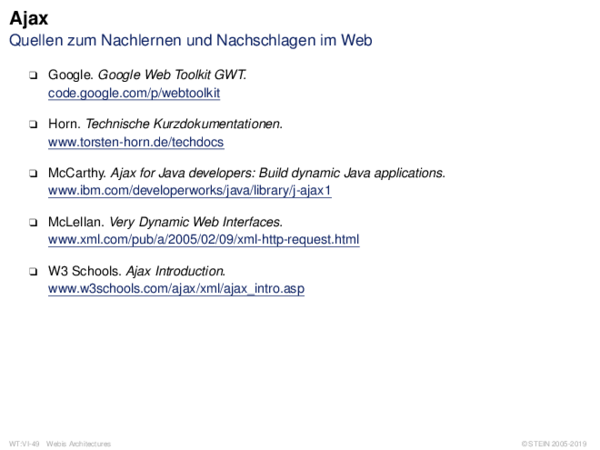 Ajax
Quellen zum Nachlernen und Nachschlagen im Web
❑ Google. Google Web Toolkit GWT.
code.google.com/p/webtoolkit
❑ Horn. Technische Kurzdokumentationen.
www.torsten-horn.de/techdocs
❑ McCarthy. Ajax for Java developers: Build dynamic Java applications.
www.ibm.com/developerworks/java/library/j-ajax1
❑ McLellan. Very Dynamic Web Interfaces.
www.xml.com/pub/a/2005/02/09/xml-http-request.html
❑ W3 Schools. Ajax Introduction.
www.w3schools.com/ajax/xml/ajax_intro.asp
WT:VI-49 Webis Architectures © STEIN 2005-2019